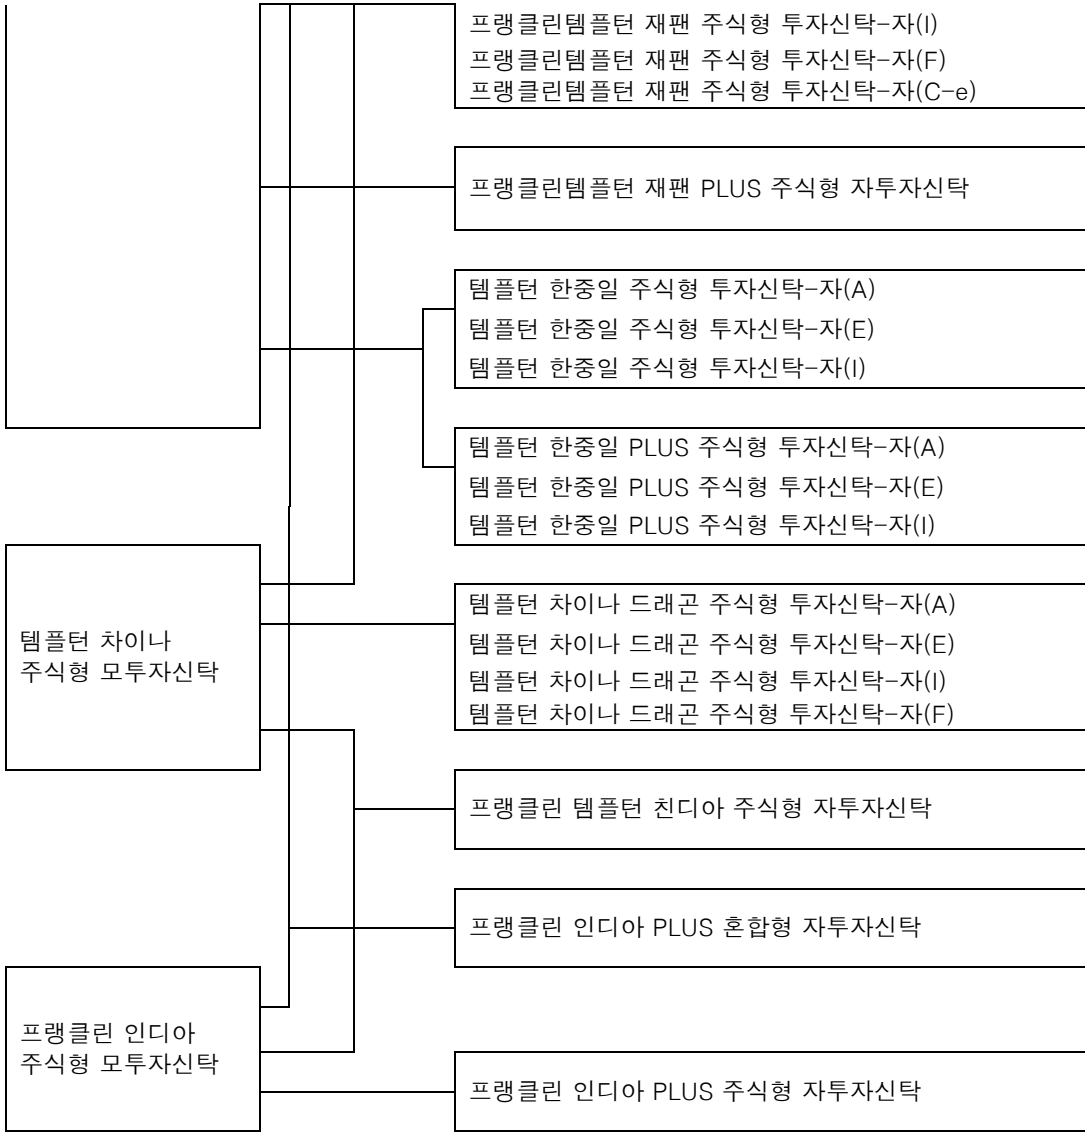 프랭클린템플턴 재팬 주식형 투자신탁-자(I)
프랭클린템플턴 재팬 주식형 투자신탁-자(F)
프랭클린템플턴 재팬 주식형 투자신탁-자(C-e)
프랭클린템플턴 재팬 PLUS 주식형 자투자신탁
템플턴 한중일 주식형 투자신탁-자(A)
템플턴 한중일 주식형 투자신탁-자(E)
템플턴 한중일 주식형 투자신탁-자(I)
템플턴 한중일 PLUS 주식형 투자신탁-자(A)
템플턴 한중일 PLUS 주식형 투자신탁-자(E)
템플턴 한중일 PLUS 주식형 투자신탁-자(I)
템플턴 차이나
주식형 모투자신탁
템플턴 차이나 드래곤 주식형 투자신탁-자(A)
템플턴 차이나 드래곤 주식형 투자신탁-자(E)
템플턴 차이나 드래곤 주식형 투자신탁-자(I)
템플턴 차이나 드래곤 주식형 투자신탁-자(F)
프랭클린 템플턴 친디아 주식형 자투자신탁
프랭클린 인디아 PLUS 혼합형 자투자신탁
프랭클린 인디아
주식형 모투자신탁
프랭클린 인디아 PLUS 주식형 자투자신탁